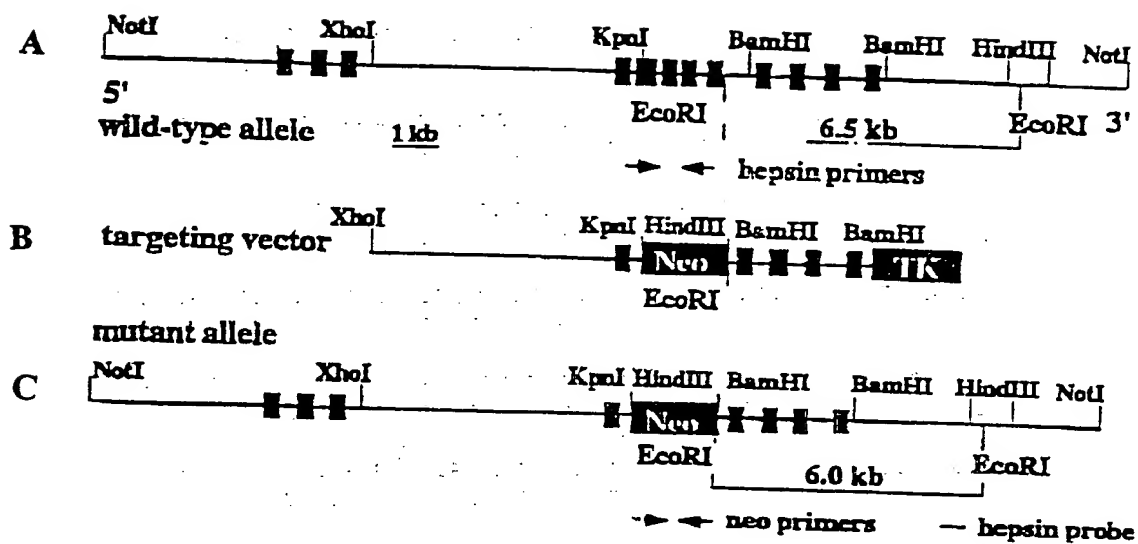 A
NotI XhoI KpnI BamHI BamHI HindIII NotI
5' EcoRI EcoRI 3'
wild-type allele 1 kb 6.5 kb
hepsin primers
B targeting vector
XhoI KpnI HindIII BamHI BamHI
Neo TK
EcoRI
mutant allele
C
NotI XhoI KpnI HindIII BamHI BamHI HindIII NotI
Neo
EcoRI 6.0 kb EcoRI
neo primers hepsin probe